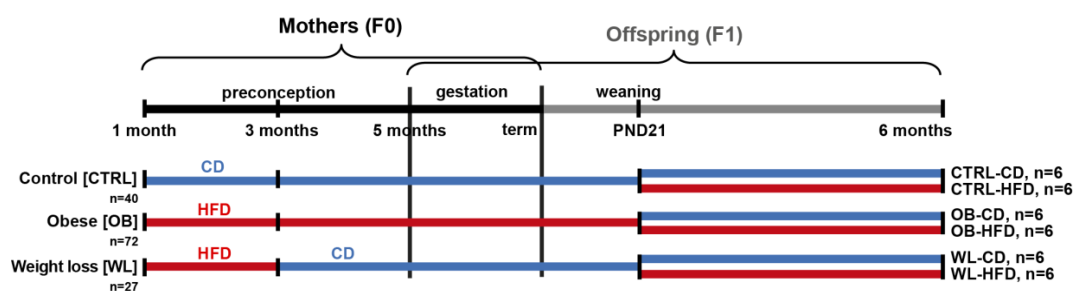 Mothers (F0)
Offspring (F1)
preconception
gestation
weaning
1 month
3 months
5 months
term
PND21
6 months
Control [CTRL]
n=40
CD
CTRL-CD, n=6
CTRL-HFD, n=6
Obese [OB]
n=72
HFD
OB-CD, n=6
OB-HFD, n=6
Weight loss [WL]
n=27
HFD
CD
WL-CD, n=6
WL-HFD, n=6